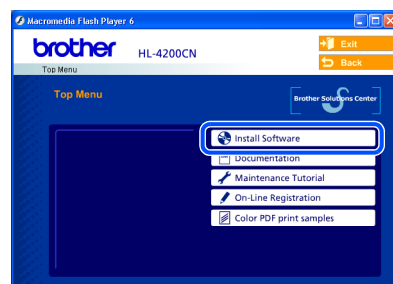 Macromedia Flash Player 6
brother
HL-4200CN
Exit
Back
Top Menu
Top Menu
Brother Solutions Center
Install Software
Documentation
Maintenance Tutorial
On-Line Registration
Color PDF print samples